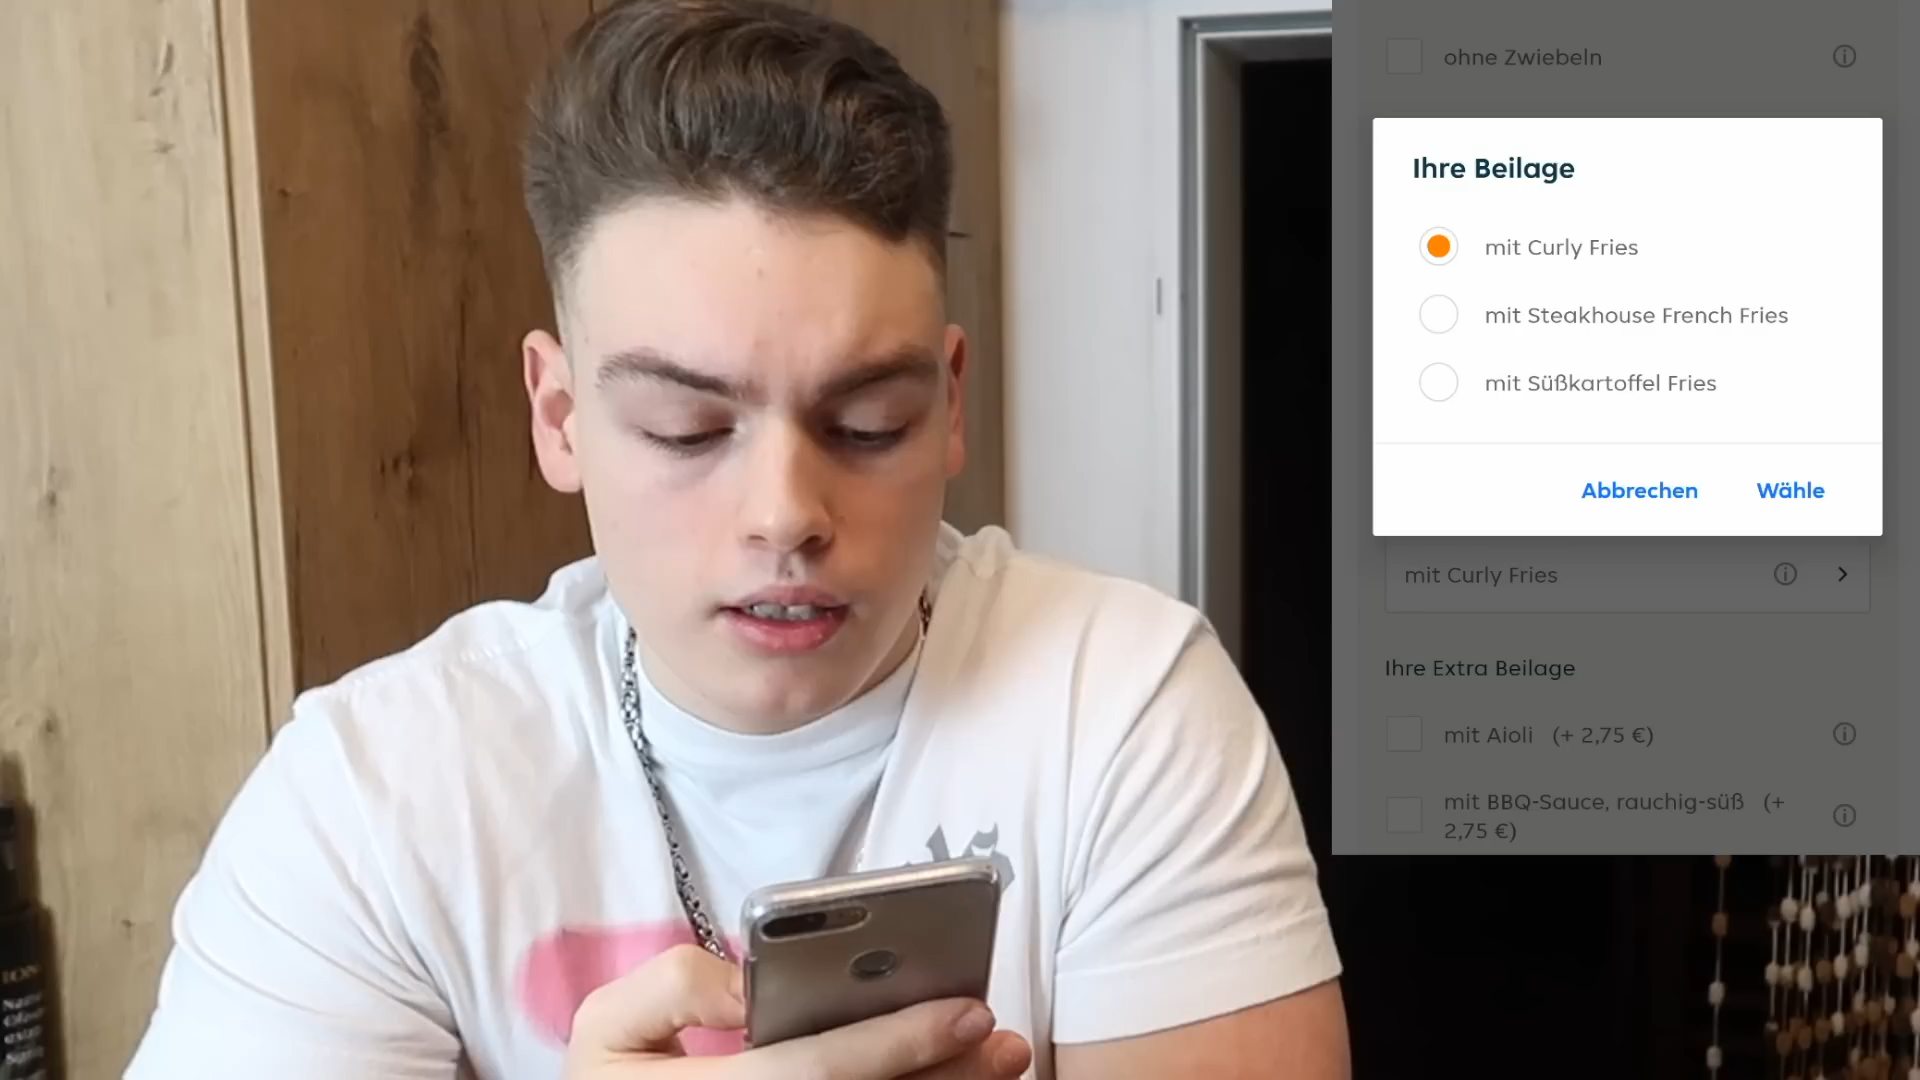 ohne Zwiebeln
Ihre Beilage
mit Curly Fries
mit Steakhouse French Fries
mit Süßkartoffel Fries
Abbrechen Wähle
mit Curly Fries
Ihre Extra Beilage
mit Aioli (+ 2,75 €)
mit BBQ-Sauce, rauchig-süß (+
2,75 €)